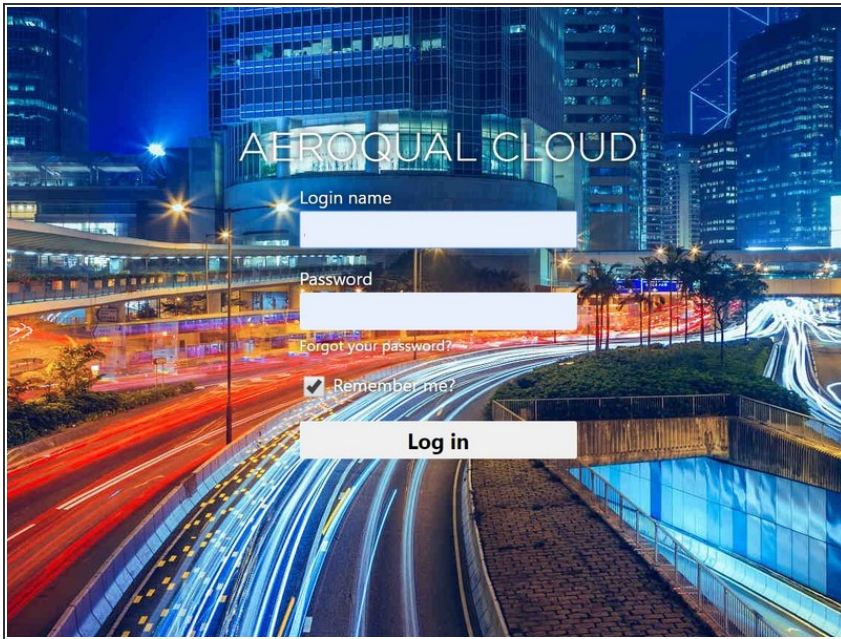 AEROQUAL CLOUD
Login name
Password
Forgot your password?
Remember me?
Log in